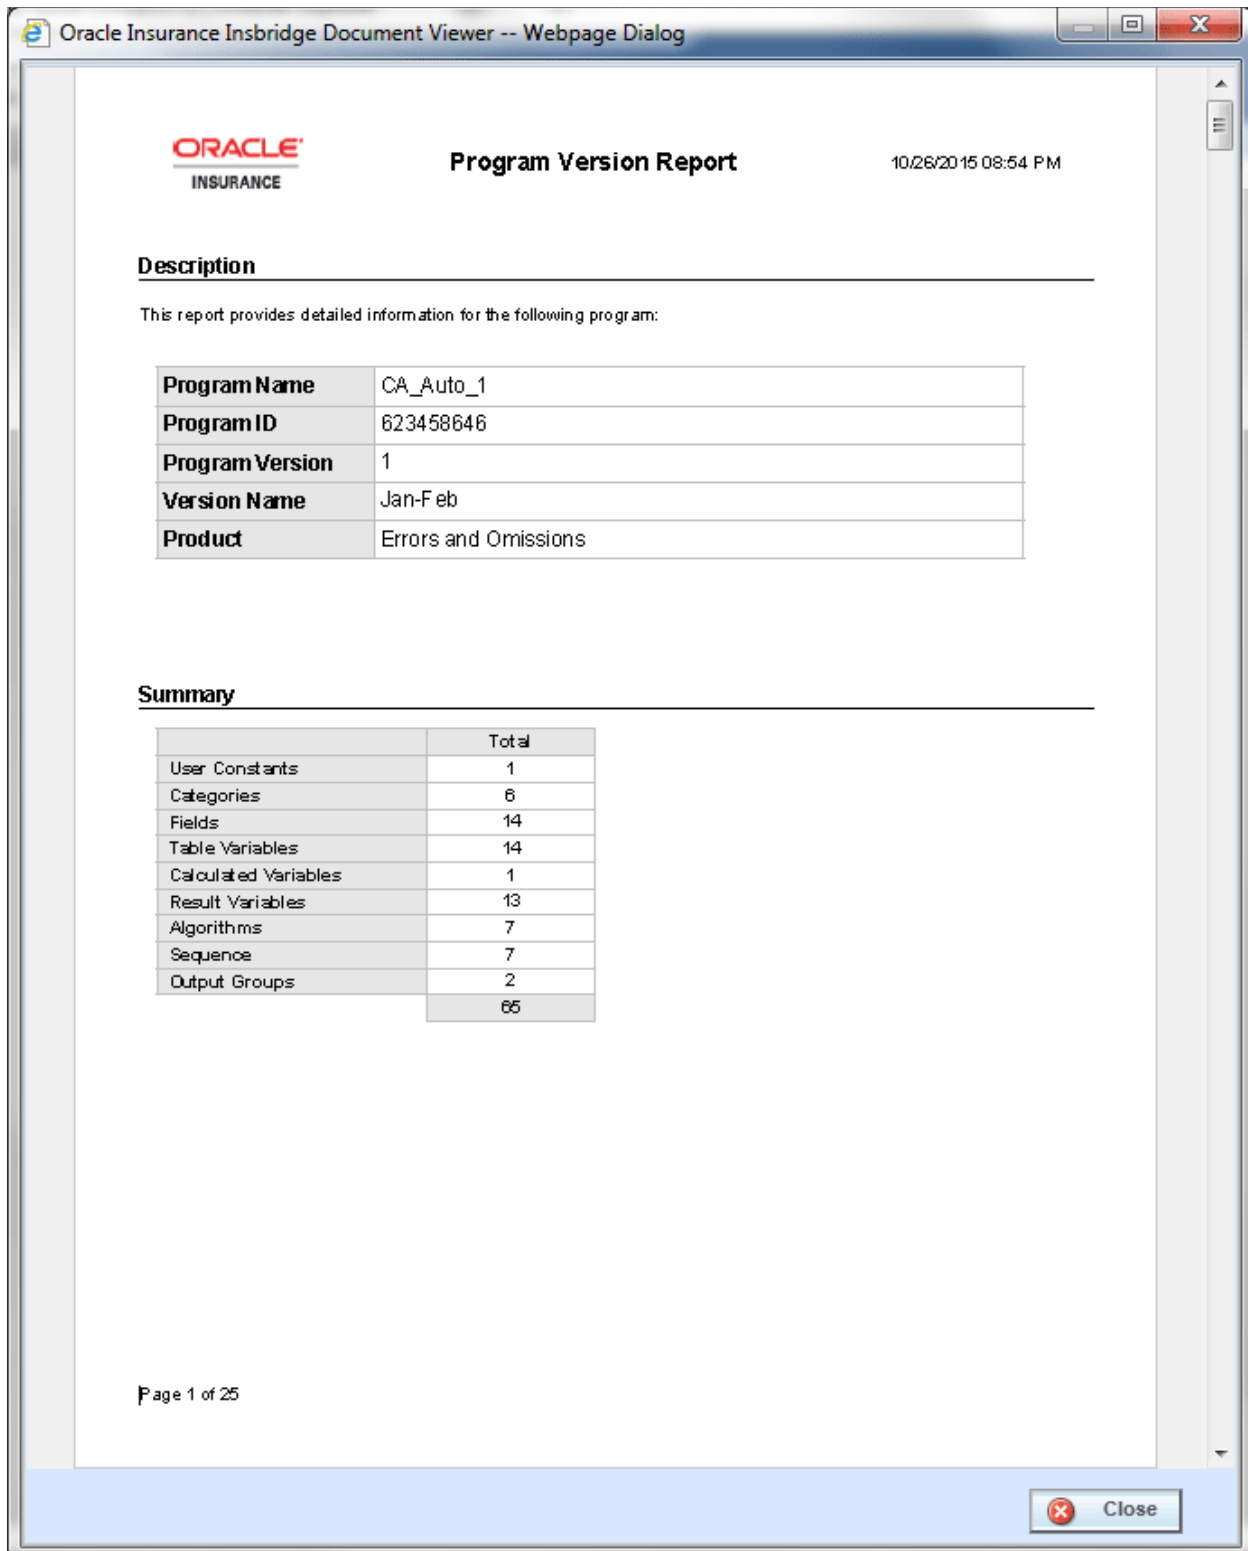 Oracle Insurance Insbridge Document Viewer -- Webpage Dialog
ORACLE
INSURANCE
Program Version Report
10/26/2015 08:54 PM
Description
This report provides detailed information for the following program:
Program Name CA_Auto_1
Program ID 623458646
Program Version 1
Version Name Jan-Feb
Product Errors and Omissions
Summary
Total
User Constants 1
Categories 6
Fields 14
Table Variables 14
Calculated Variables 1
Result Variables 13
Algorithms 7
Sequence 7
Output Groups 2
65
Page 1 of 25
Close